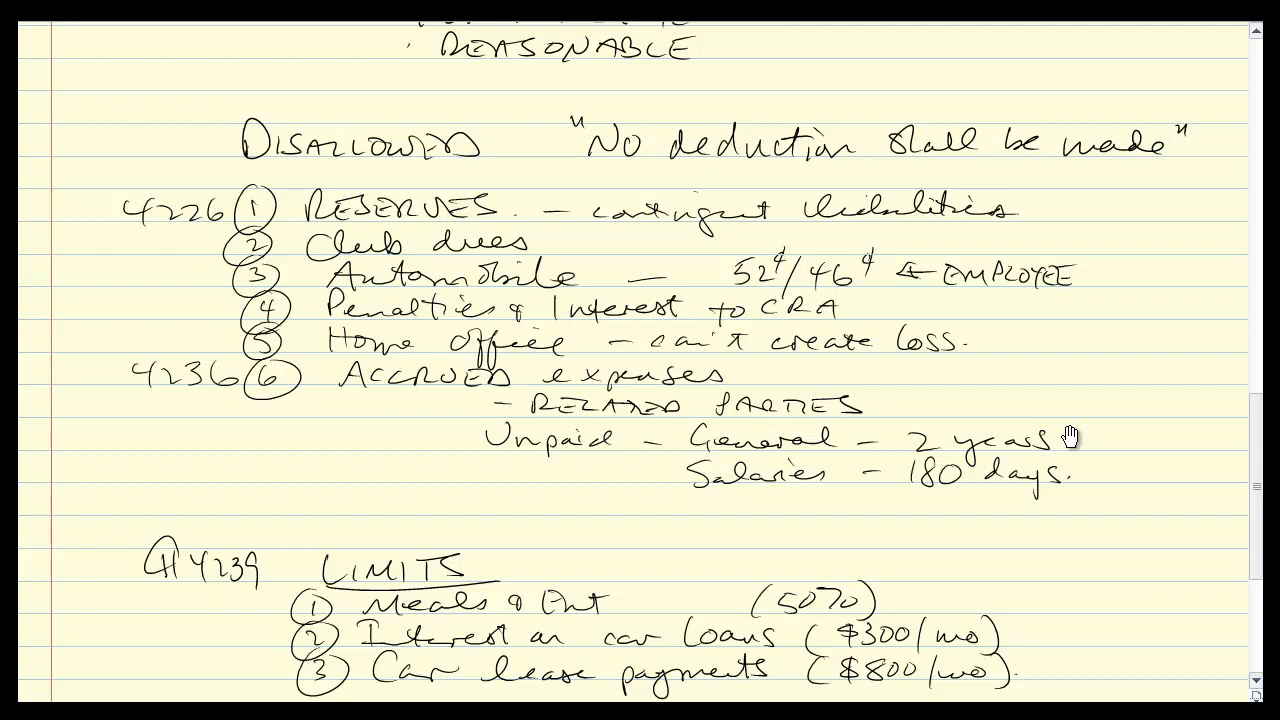 REASONABLE
DISALLOWED "No deduction shall be made"
4226 ① RESERVES. - contingent liabilities
② Club dues
③ Automobile - 52¢/46¢ ← EMPLOYEE
④ Penalties & Interest to CRA
⑤ Home office - can't create loss.
4236 ⑥ ACCRUED expenses
- RELATED PARTIES
Unpaid - General - 2 years
Salaries - 180 days.
4239 LIMITS
① Meals & Ent (50%)
② Interest on car loans ($300/mo)
③ Car lease payments ($800/mo).